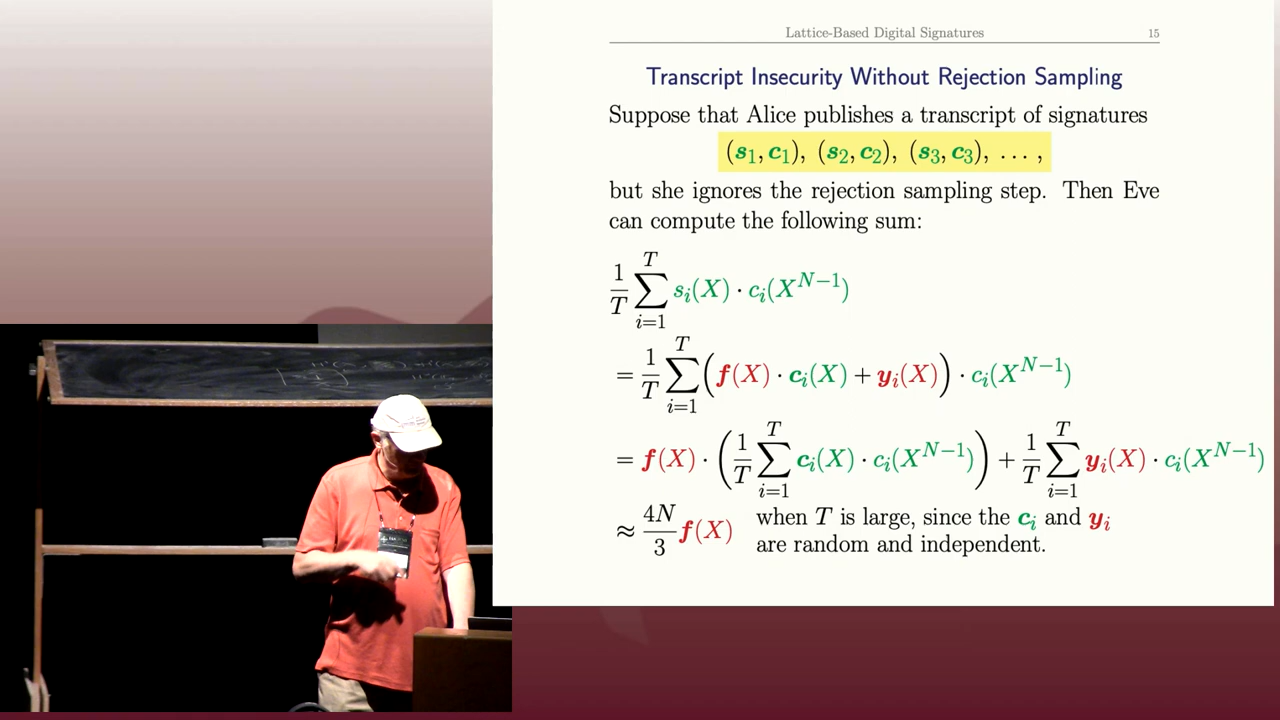 Lattice-Based Digital Signatures 15
Transcript Insecurity Without Rejection Sampling
Suppose that Alice publishes a transcript of signatures
(s₁, c₁), (s₂, c₂), (s₃, c₃), . . . ,
but she ignores the rejection sampling step. Then Eve
can compute the following sum:
1/T ∑_{i=1}^{T} sᵢ(X) · cᵢ(X^{N−1})
= 1/T ∑_{i=1}^{T} (f(X) · cᵢ(X) + yᵢ(X)) · cᵢ(X^{N−1})
= f(X) · (1/T ∑_{i=1}^{T} cᵢ(X) · cᵢ(X^{N−1})) + 1/T ∑_{i=1}^{T} yᵢ(X) · cᵢ(X^{N−1})
≈ 4N/3 f(X) when T is large, since the cᵢ and yᵢ
are random and independent.